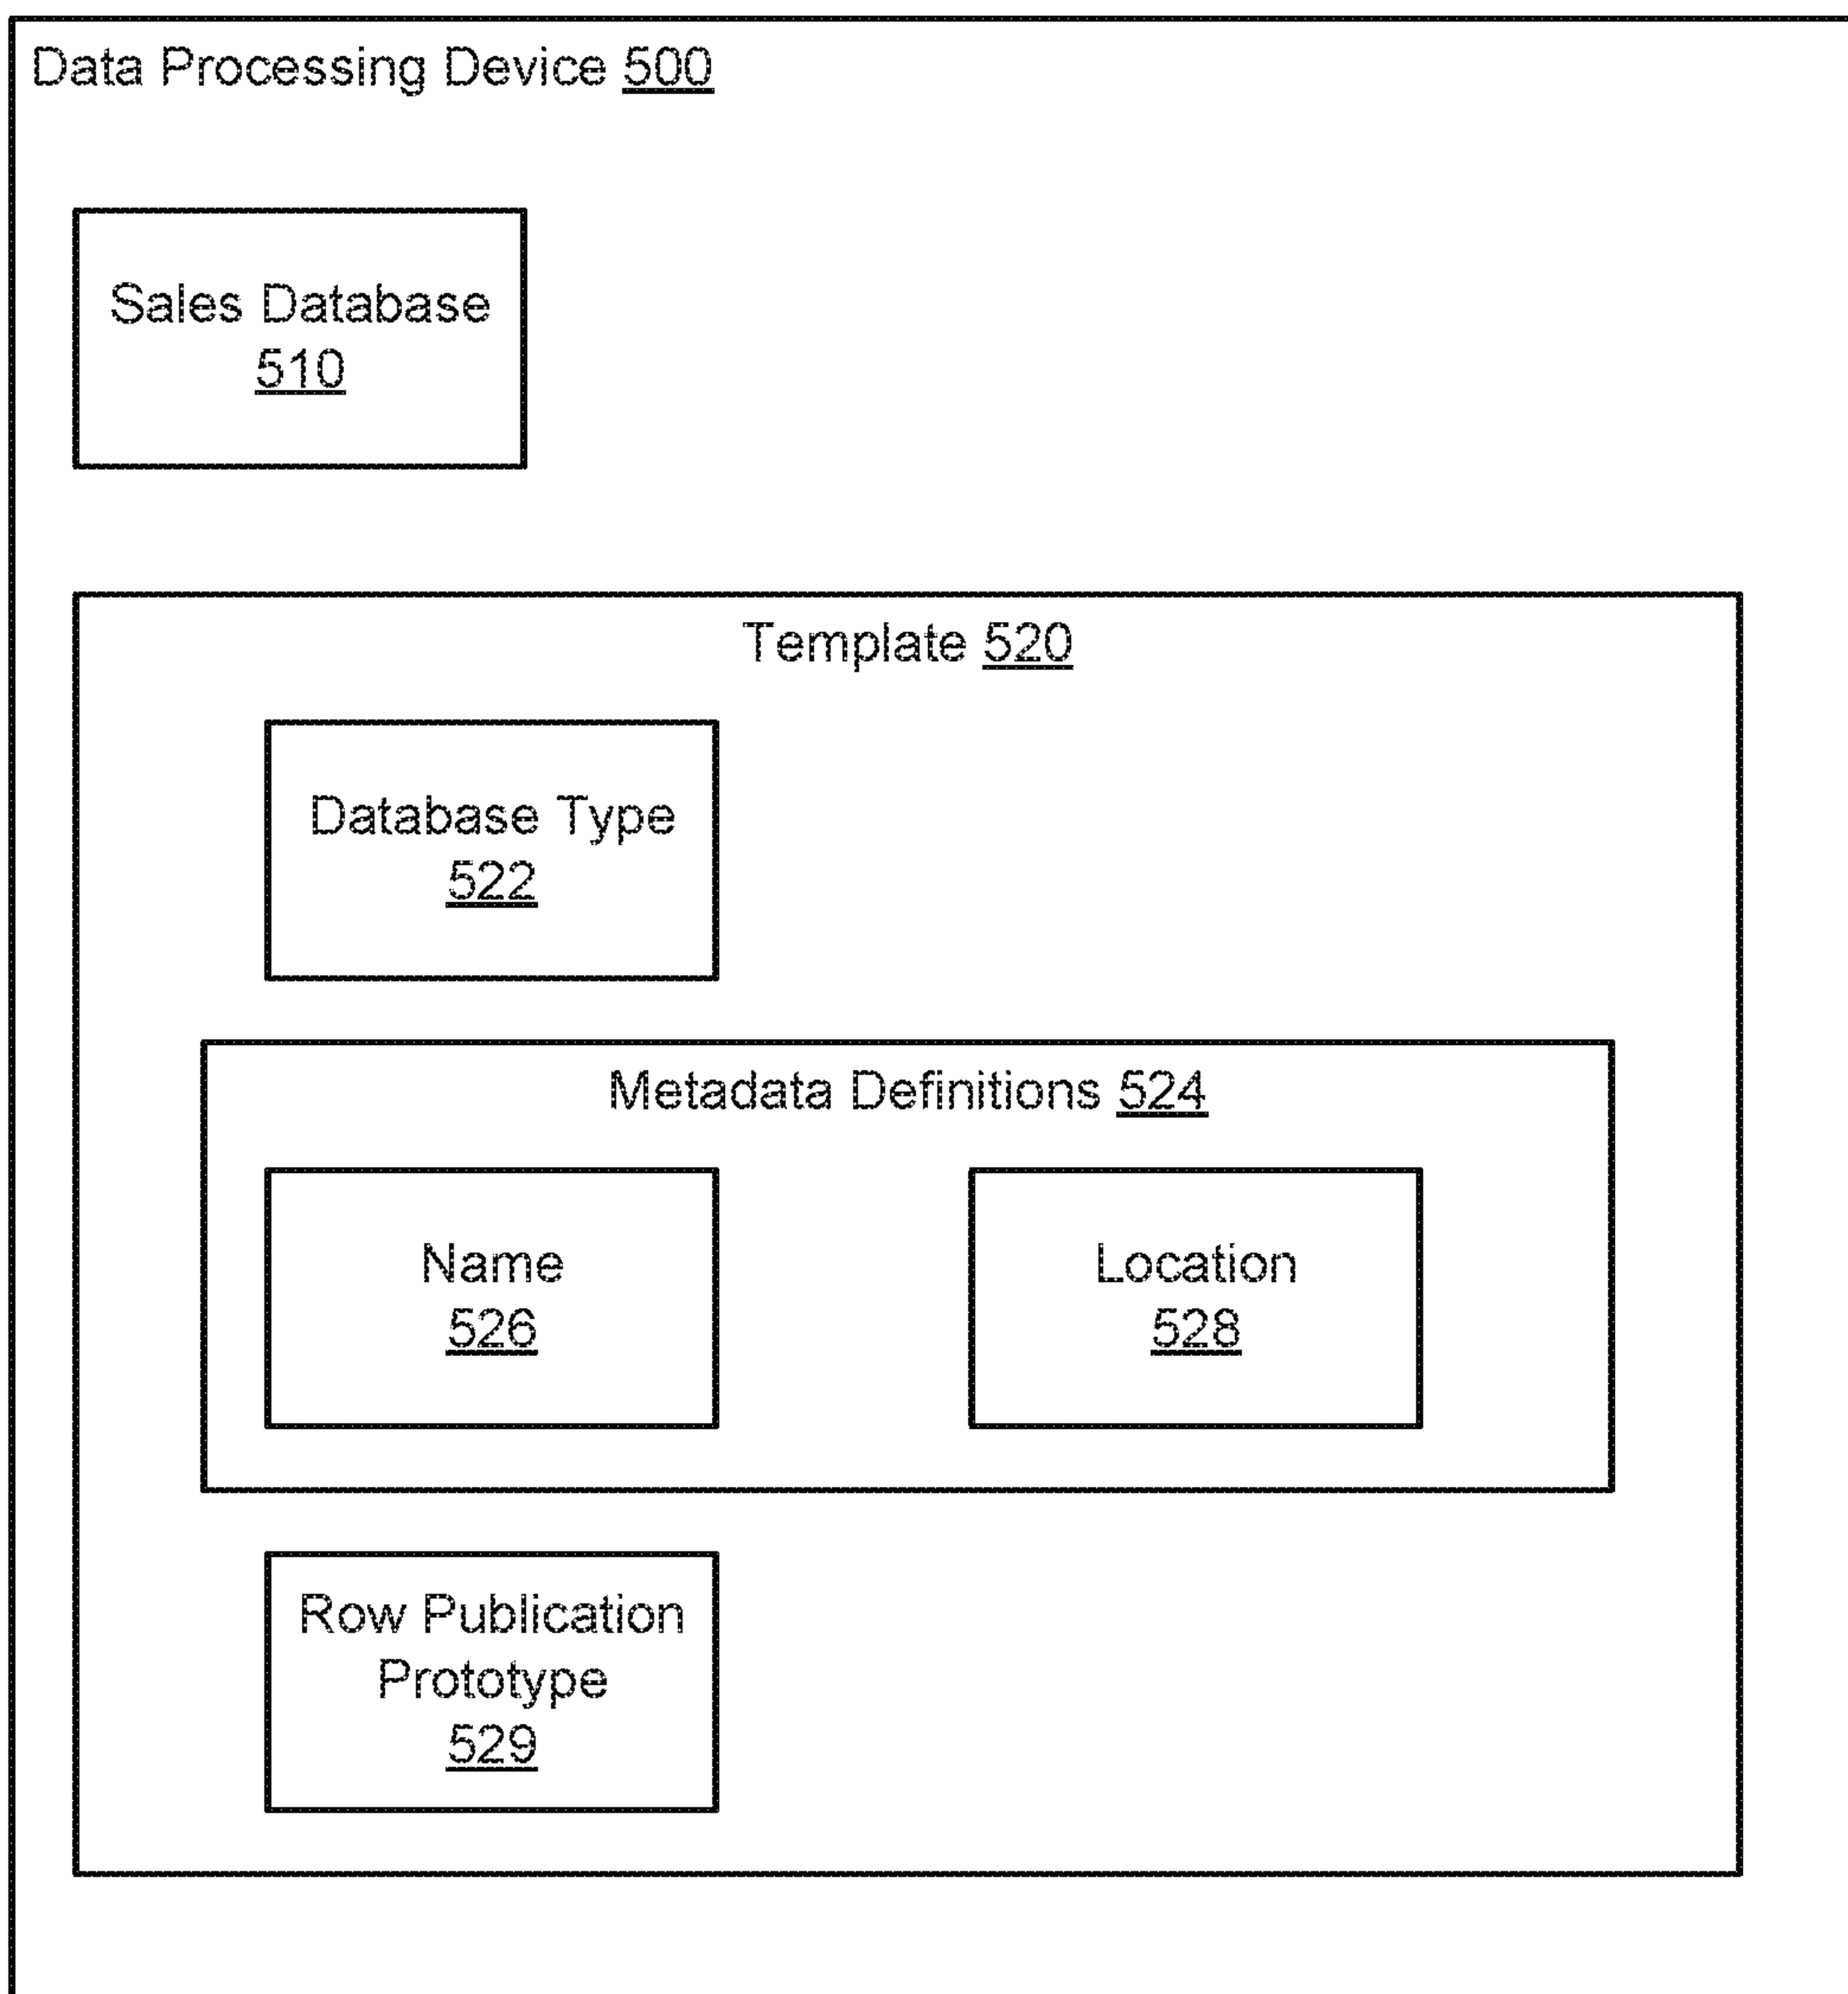 Data Processing Device 500
Sales Database
510
Template 520
Database Type
522
Metadata Definitions 524
Name
526
Location
528
Row Publication
Prototype
529